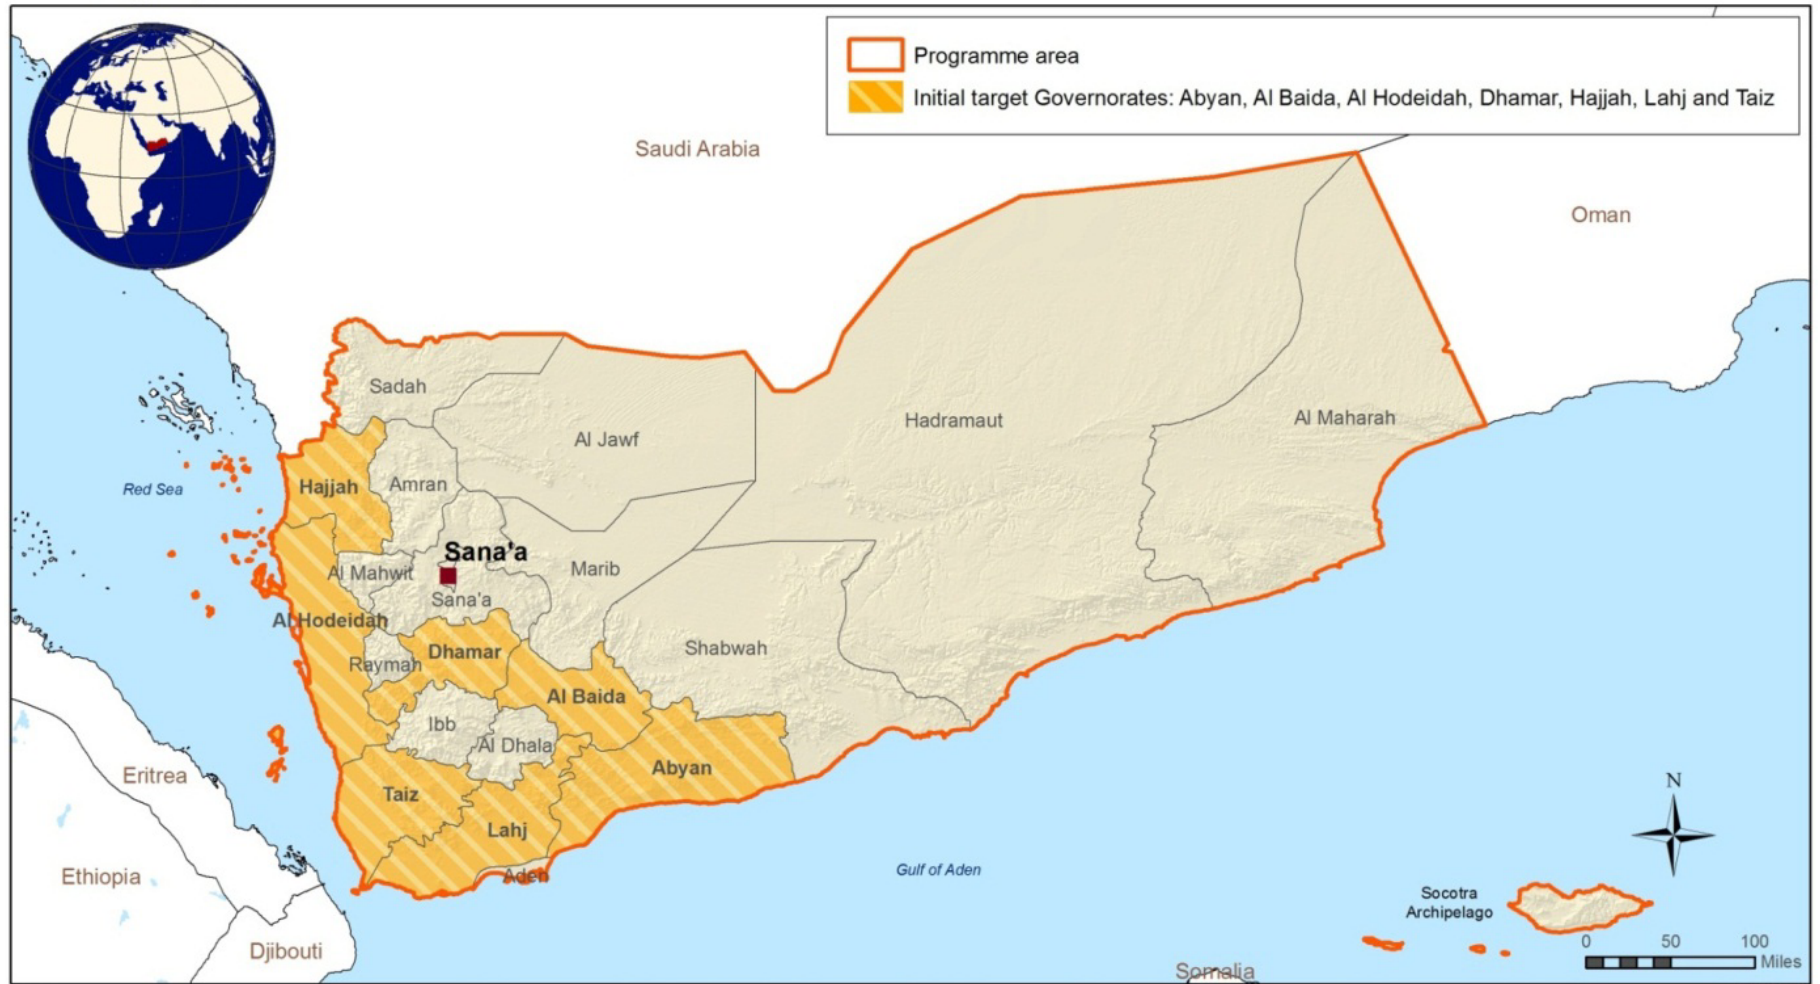 Programme area
Initial target Governorates: Abyan, Al Baida, Al Hodeidah, Dhamar, Hajjah, Lahj and Taiz
Saudi Arabia
Oman
Sadah
Al Jawf
Hadramaut
Al Maharah
Red Sea
Hajjah
Amran
Sana'a
Al Mahwit
Marib
Sana'a
Al Hodeidah
Dhamar
Shabwah
Raymah
Al Baida
Ibb
Al Dhala
Abyan
Eritrea
Taiz
N
Lahj
Ethiopia
Aden
Gulf of Aden
Socotra
Archipelago
Djibouti
0 50 100
Miles
Somalia